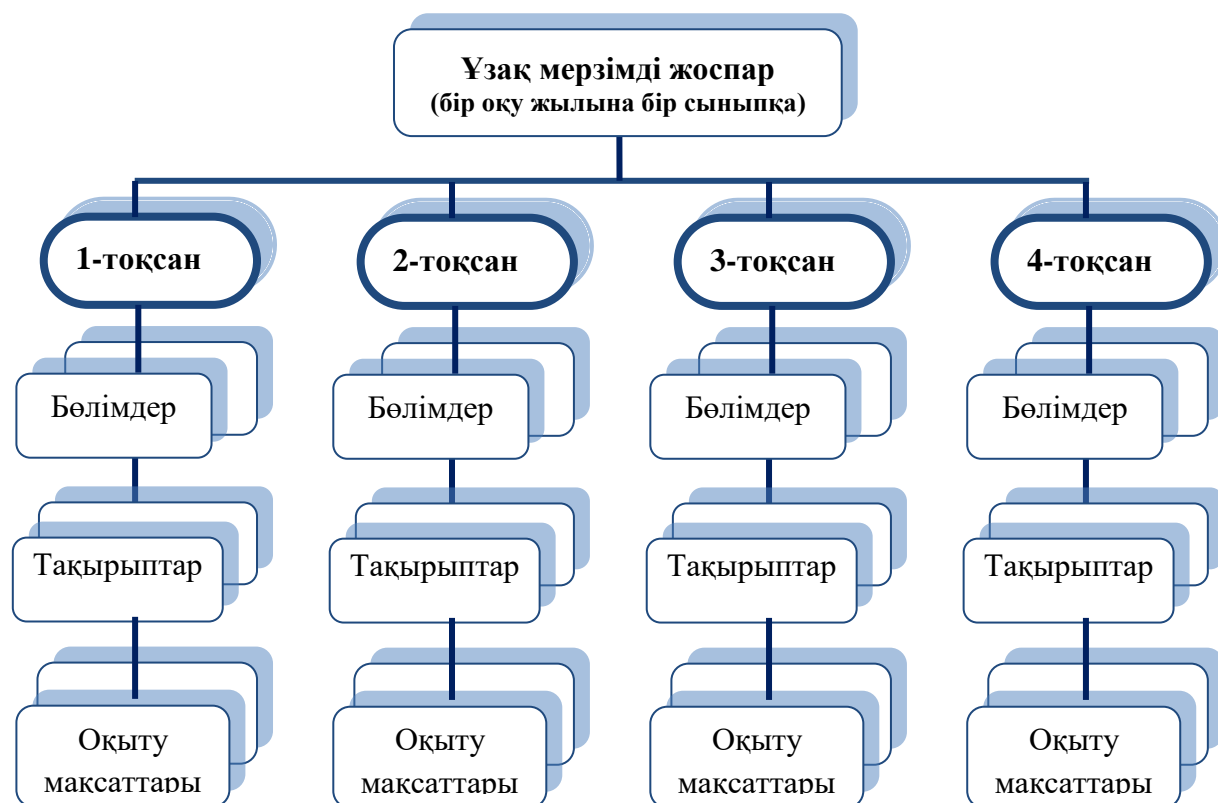 Ұзақ мерзімді жоспар
(бір оқу жылына бір сыныпқа)
1-тоқсан
2-тоқсан
3-тоқсан
4-тоқсан
Бөлімдер
Бөлімдер
Бөлімдер
Бөлімдер
Тақырыптар
Тақырыптар
Тақырыптар
Тақырыптар
Оқыту
мақсаттары
Оқыту
мақсаттары
Оқыту
мақсаттары
Оқыту
мақсаттары